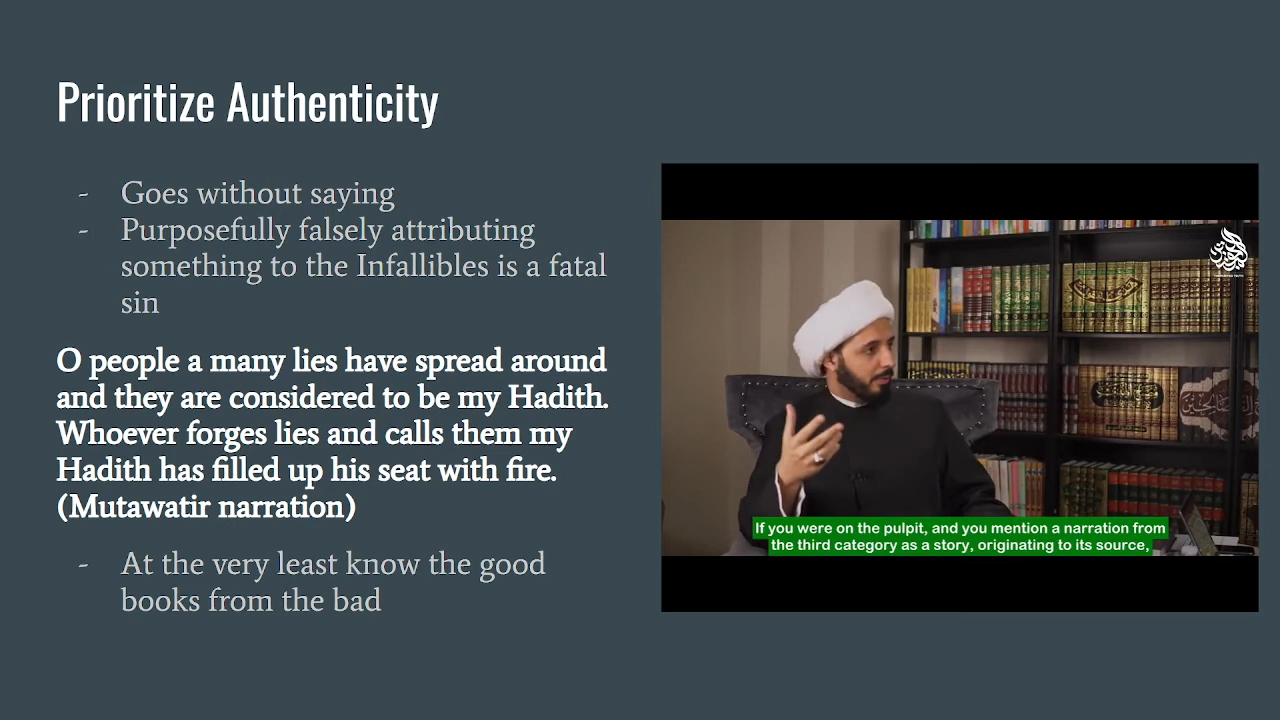 Prioritize Authenticity
- Goes without saying
- Purposefully falsely attributing
something to the Infallibles is a fatal
sin
O people a many lies have spread around
and they are considered to be my Hadith.
Whoever forges lies and calls them my
Hadith has filled up his seat with fire.
(Mutawatir narration)
- At the very least know the good
books from the bad
If you were on the pulpit, and you mention a narration from
the third category as a story, originating to its source,